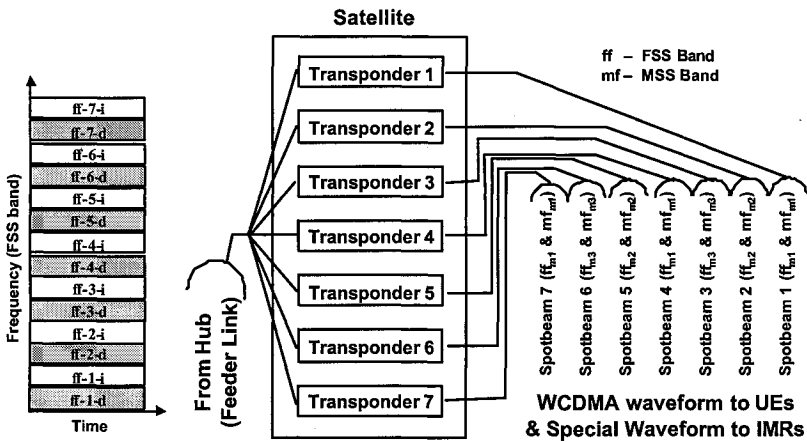 Satellite
ff – FSS Band
mf – MSS Band
Frequency (FSS band)
ff-7-i
ff-7-d
ff-6-i
ff-6-d
ff-5-i
ff-5-d
ff-4-i
ff-4-d
ff-3-i
ff-3-d
ff-2-i
ff-2-d
ff-1-i
ff-1-d
Time
From Hub
(Feeder Link)
Transponder 1
Transponder 2
Transponder 3
Transponder 4
Transponder 5
Transponder 6
Transponder 7
Spotbeam 7 (ffm1 & mfm1)
Spotbeam 6 (ffm3 & mfm3)
Spotbeam 5 (ffm2 & mfm2)
Spotbeam 4 (ffm1 & mfm1)
Spotbeam 3 (ffm3 & mfm3)
Spotbeam 2 (ffm2 & mfm2)
Spotbeam 1 (ffm1 & mfm1)
WCDMA waveform to UEs
& Special Waveform to IMRs